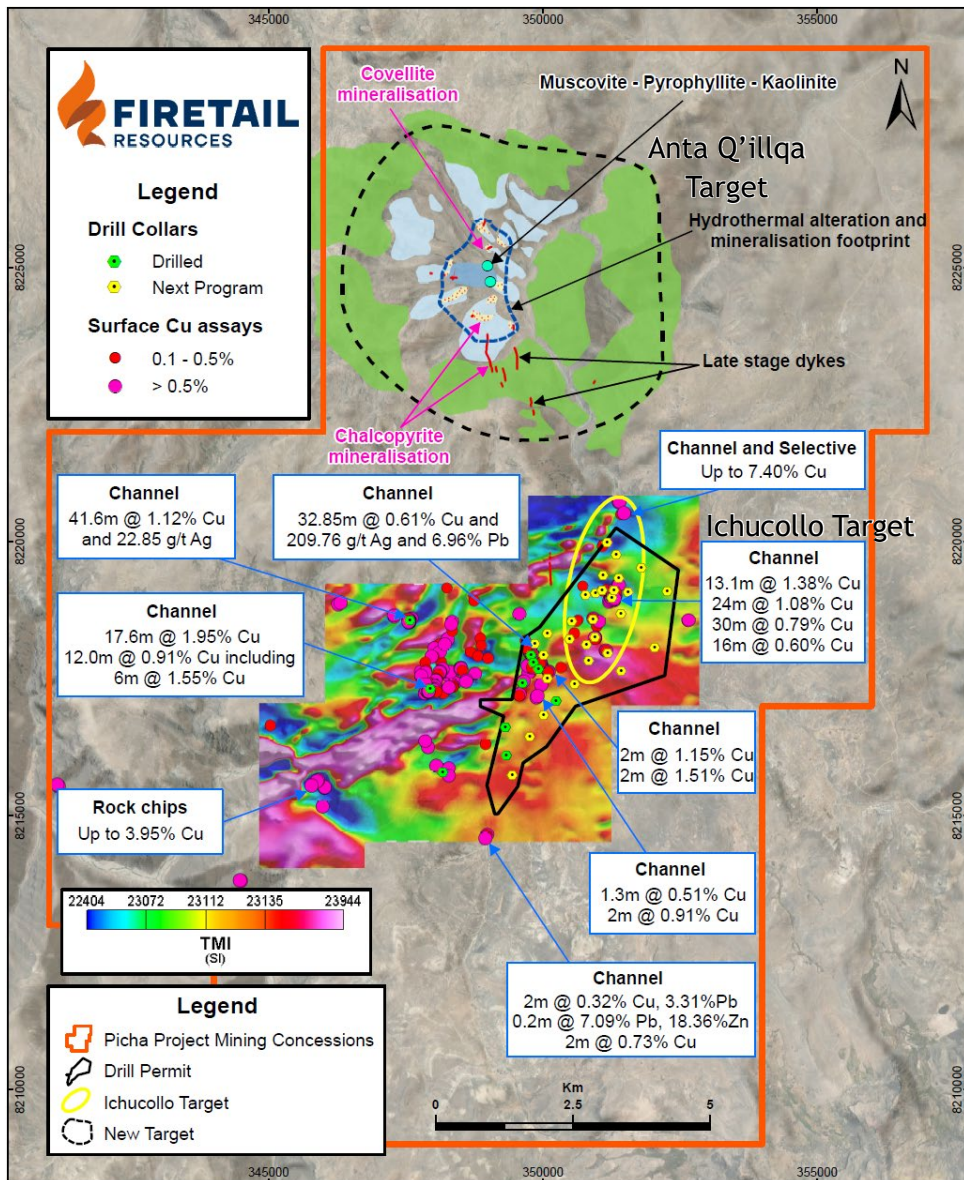 345000
350000
355000
FIRETAIL
RESOURCES
Legend
Drill Collars
Drilled
Next Program
Surface Cu assays
0.1 - 0.5%
> 0.5%
Covellite
mineralisation
Muscovite - Pyrophyllite - Kaolinite
N
Anta Q'illqa
Target
Hydrothermal alteration and
mineralisation footprint
8225000
8225000
Late stage dykes
Chalcopyrite
mineralisation
Channel and Selective
Up to 7.40% Cu
Channel
41.6m @ 1.12% Cu
and 22.85 g/t Ag
Channel
32.85m @ 0.61% Cu and
209.76 g/t Ag and 6.96% Pb
Ichucollo Target
8220000
8220000
Channel
13.1m @ 1.38% Cu
24m @ 1.08% Cu
30m @ 0.79% Cu
16m @ 0.60% Cu
Channel
17.6m @ 1.95% Cu
12.0m @ 0.91% Cu including
6m @ 1.55% Cu
Channel
2m @ 1.15% Cu
2m @ 1.51% Cu
Rock chips
Up to 3.95% Cu
8215000
8215000
Channel
1.3m @ 0.51% Cu
2m @ 0.91% Cu
22404
23072
23112
23135
23944
TMI
(SI)
Channel
2m @ 0.32% Cu, 3.31%Pb
0.2m @ 7.09% Pb, 18.36%Zn
2m @ 0.73% Cu
Legend
Picha Project Mining Concessions
Drill Permit
Ichucollo Target
New Target
Km
0
2.5
5
8210000
8210000
345000
350000
355000